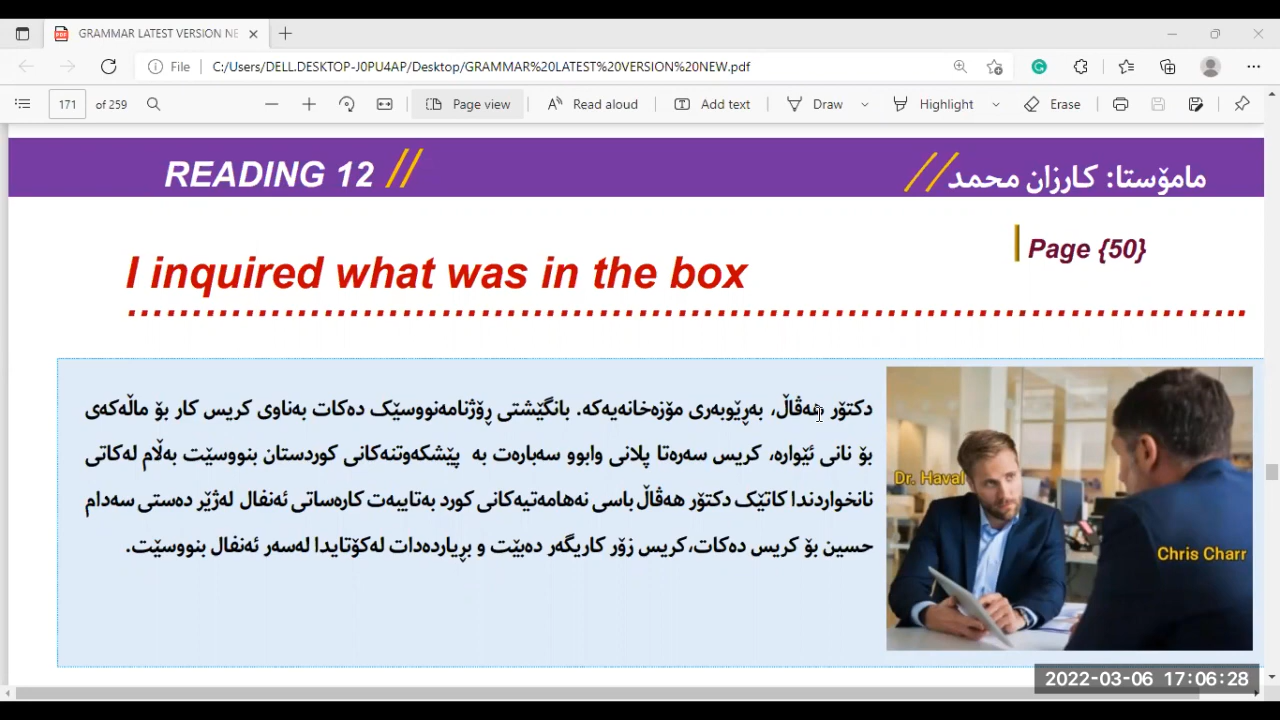 GRAMMAR LATEST VERSION NE
File C:/Users/DELL.DESKTOP-J0PU4AP/Desktop/GRAMMAR%20LATEST%20VERSION%20NEW.pdf
171 of 259 Page view Read aloud Add text Draw Highlight Erase
READING 12 // // مامۆستا: کارزان محمد
Page {50}
I inquired what was in the box
دکتۆر هەڤاڵ، بەڕێوبەری مۆزەخانەیەکە. بانگێشتی ڕۆژنامەنووسێک دەکات بەناوی کریس کار بۆ ماڵەکەی
بۆ نانی ئێوارە، کریس سەرەتا پلانی وابوو سەبارەت بە پێشکەوتنەکانی کوردستان بنووسێت بەڵام لەکاتی
نانخواردندا کاتێک دکتۆر هەڤاڵ باسی نەهامەتیەکانی کورد بەتایبەت کارەساتی ئەنفال لەژێر دەستی سەدام
حسین بۆ کریس دەکات،کریس زۆر کاریگەر دەبێت و بڕیاردەدات لەکۆتایدا لەسەر ئەنفال بنووسێت.
Dr. Haval
Chris Charr
2022-03-06 17:06:28